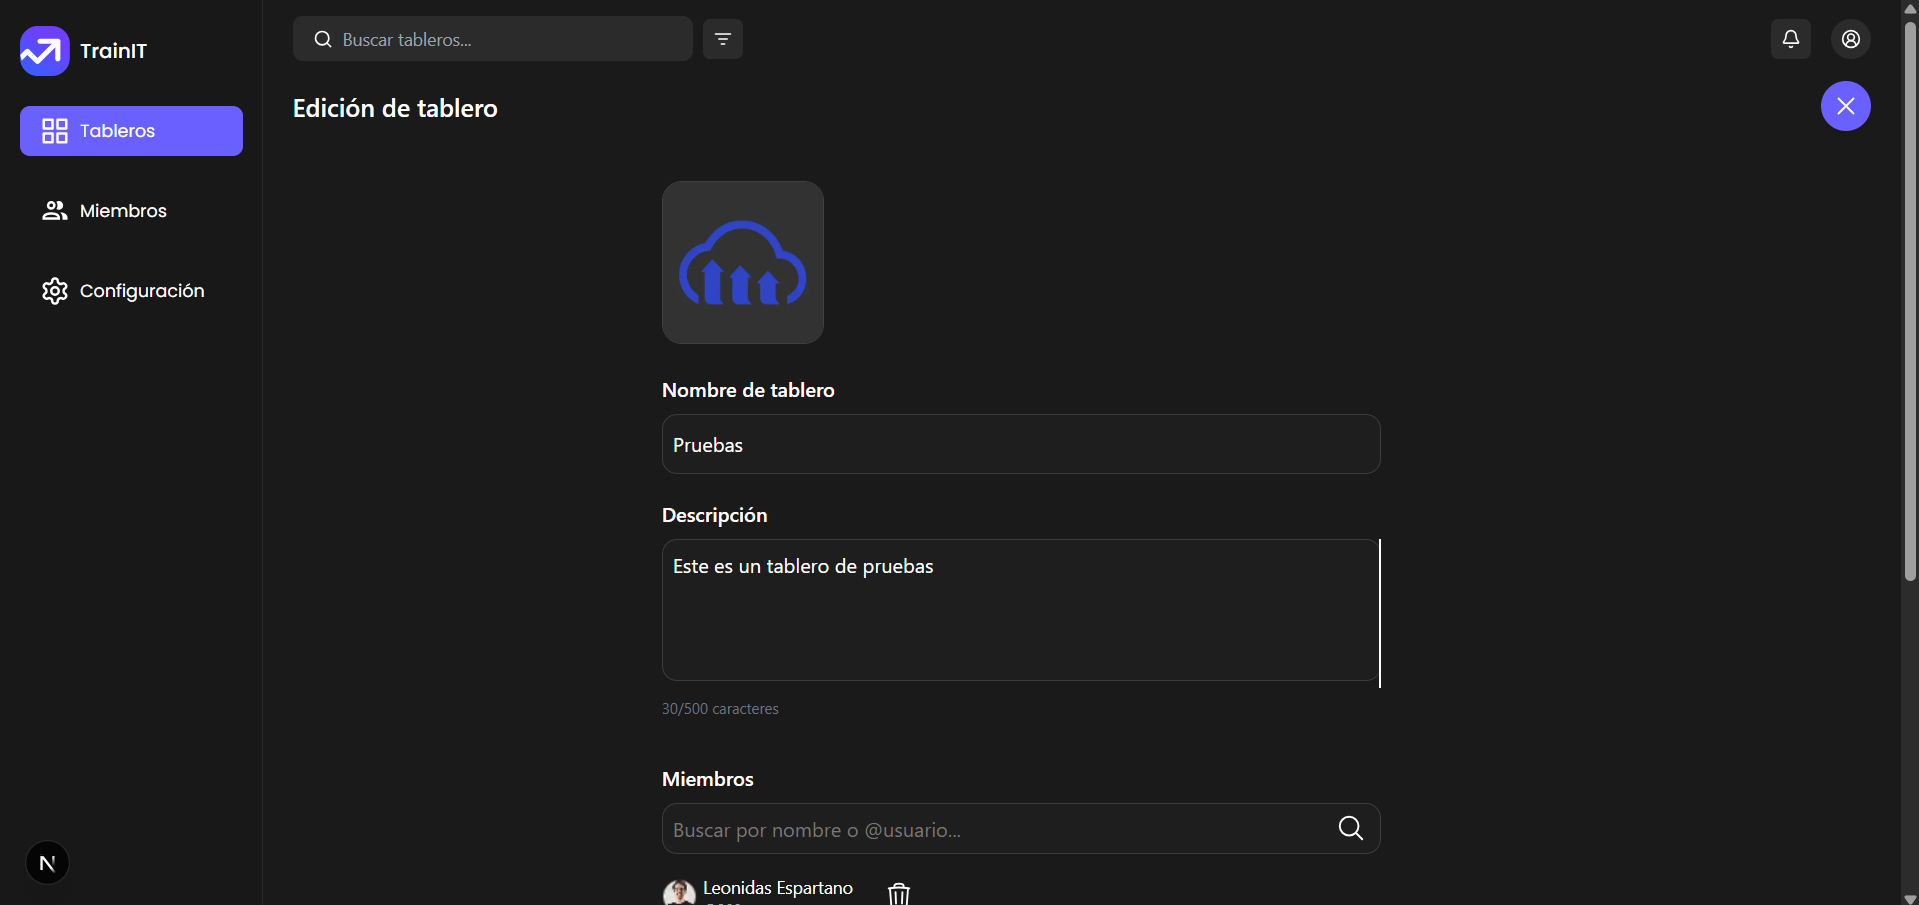 TrainIT
Buscar tableros...
Tableros
Edición de tablero
Miembros
Configuración
Nombre de tablero
Pruebas
Descripción
Este es un tablero de pruebas
30/500 caracteres
Miembros
Buscar por nombre o @usuario...
N
Leonidas Espartano